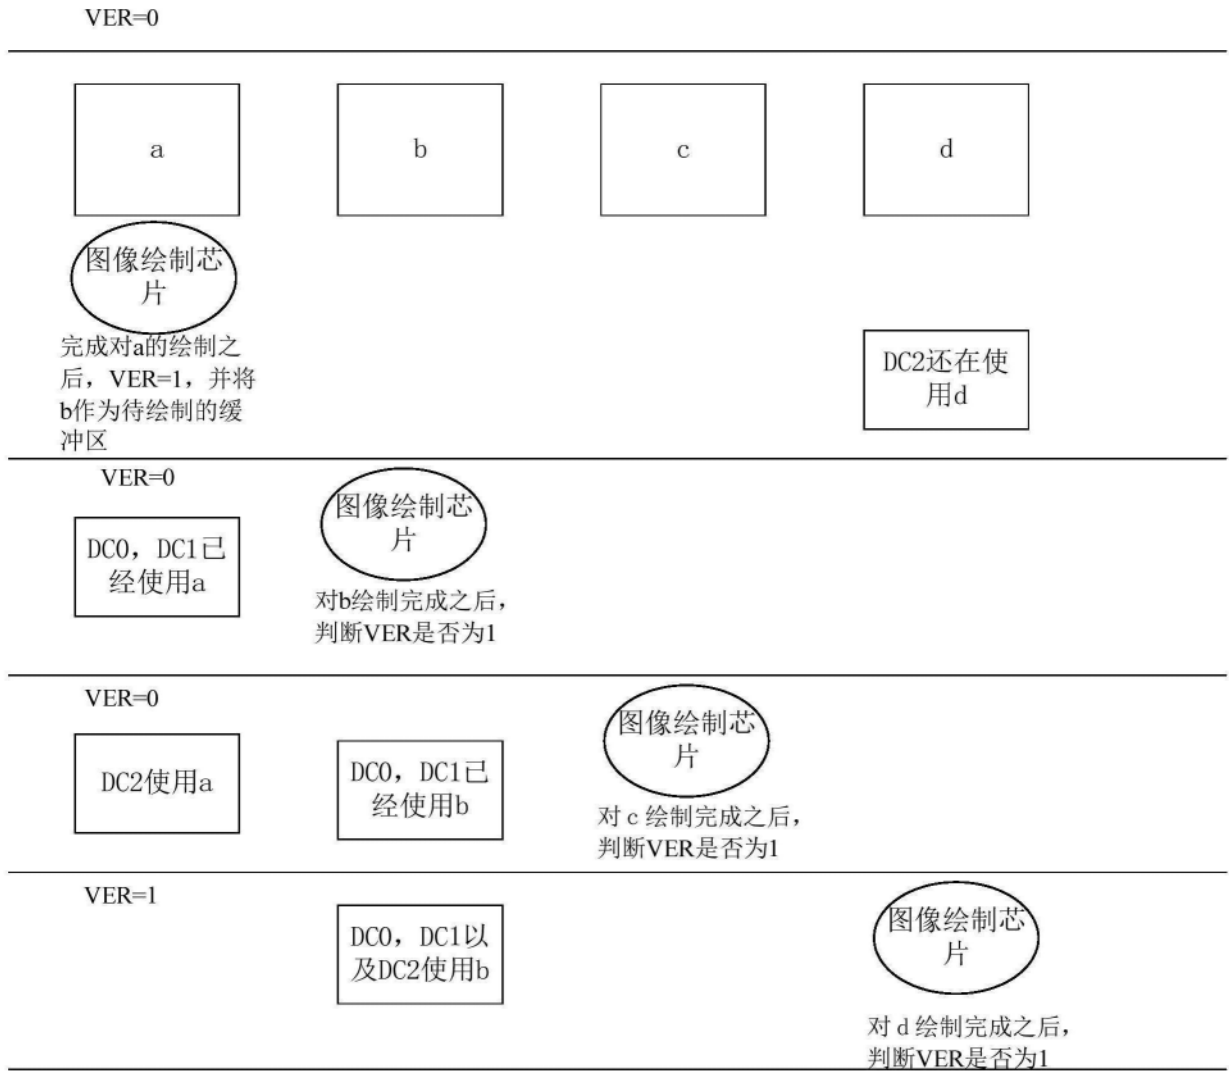 VER=0
a
b
c
d
图像绘制芯
片
完成对a的绘制之
后，VER=1，并将
b作为待绘制的缓
冲区
DC2还在使
用d
VER=0
DC0，DC1已
经使用a
图像绘制芯
片
对b绘制完成之后，
判断VER是否为1
VER=0
DC2使用a
DC0，DC1已
经使用b
图像绘制芯
片
对 c 绘制完成之后，
判断VER是否为1
VER=1
DC0，DC1以
及DC2使用b
图像绘制芯
片
对 d 绘制完成之后，
判断VER是否为1